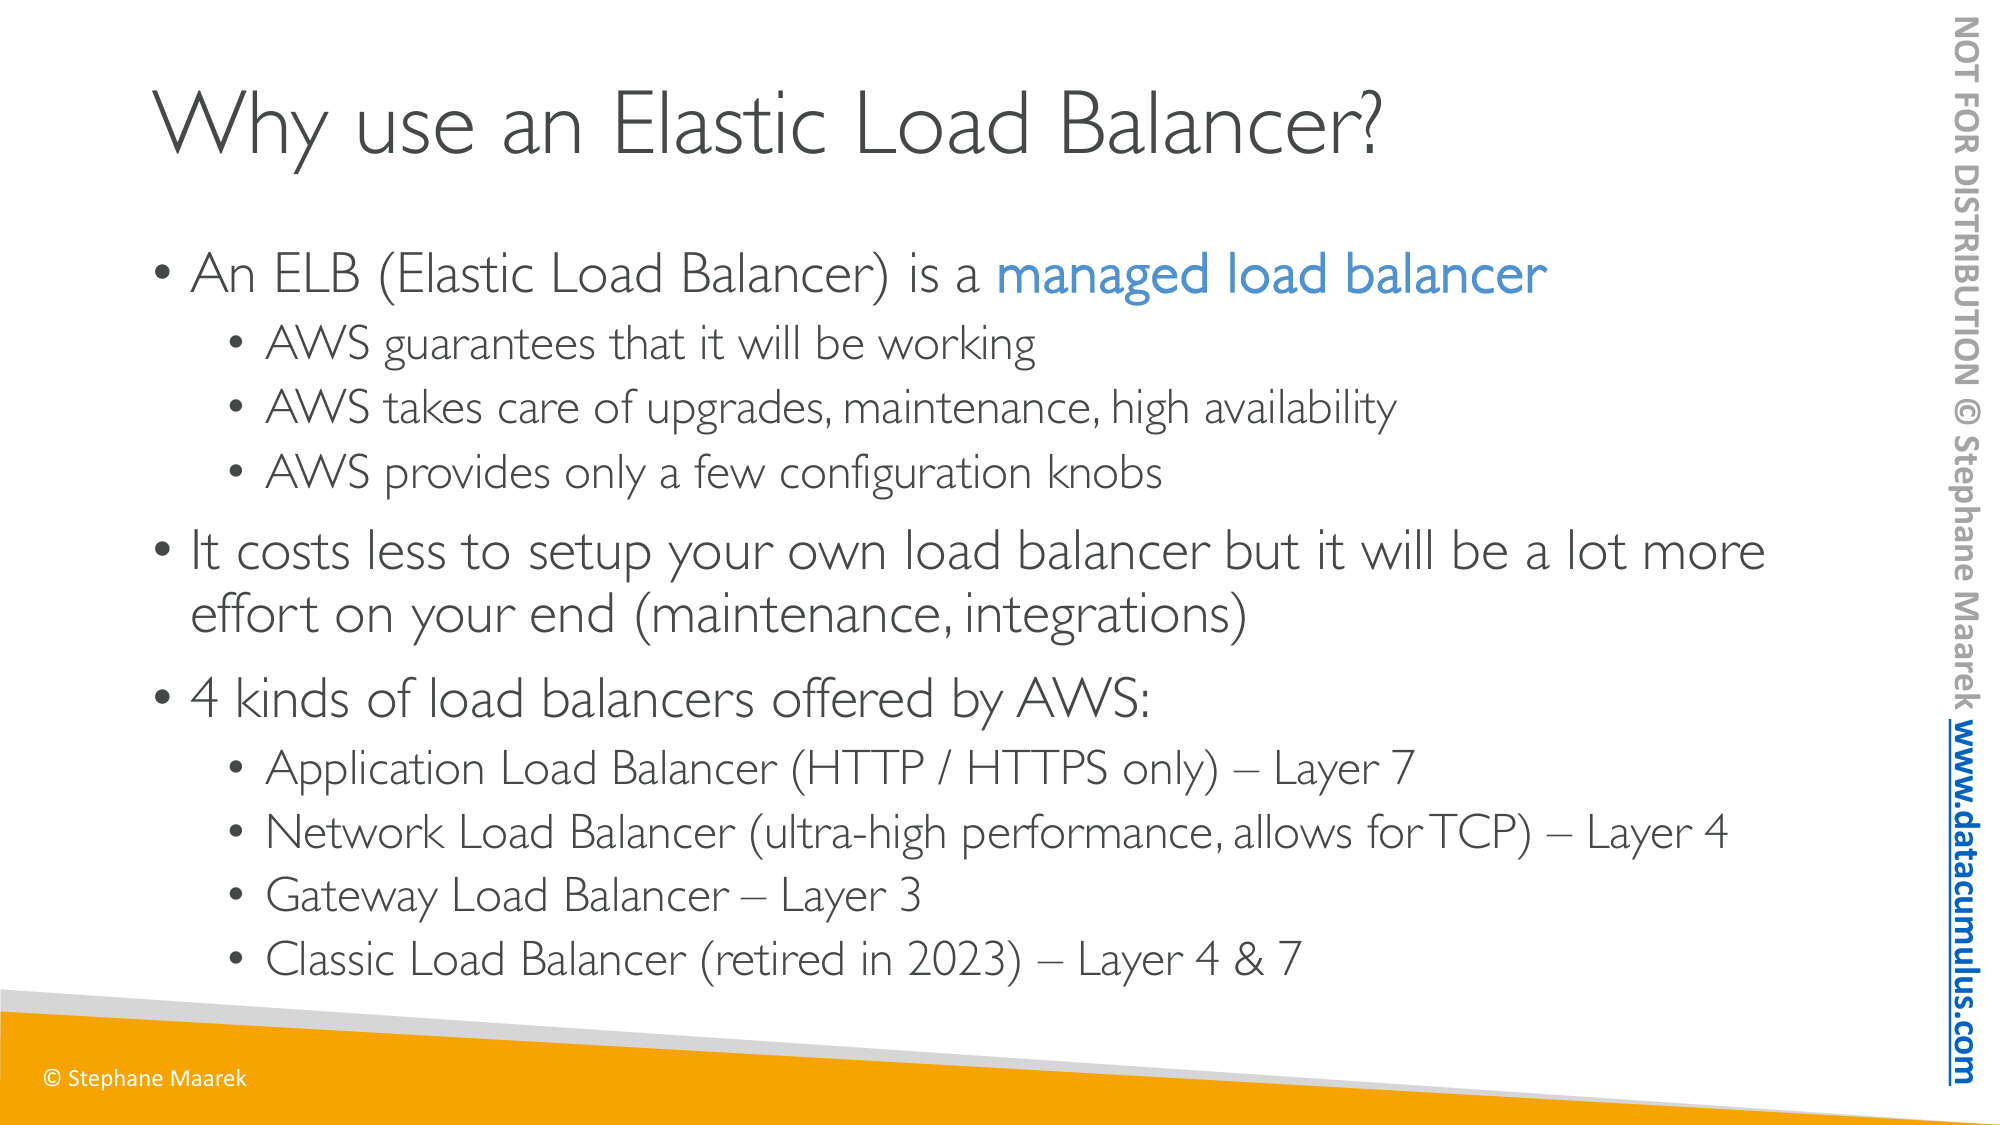 Why use an Elastic Load Balancer?
• An ELB (Elastic Load Balancer) is a managed load balancer
• AWS guarantees that it will be working
• AWS takes care of upgrades, maintenance, high availability
• AWS provides only a few configuration knobs
• It costs less to setup your own load balancer but it will be a lot more
effort on your end (maintenance, integrations)
• 4 kinds of load balancers offered by AWS:
• Application Load Balancer (HTTP / HTTPS only) – Layer 7
• Network Load Balancer (ultra-high performance, allows for TCP) – Layer 4
• Gateway Load Balancer – Layer 3
• Classic Load Balancer (retired in 2023) – Layer 4 & 7
© Stephane Maarek
NOT FOR DISTRIBUTION © Stephane Maarek www.datacumulus.com